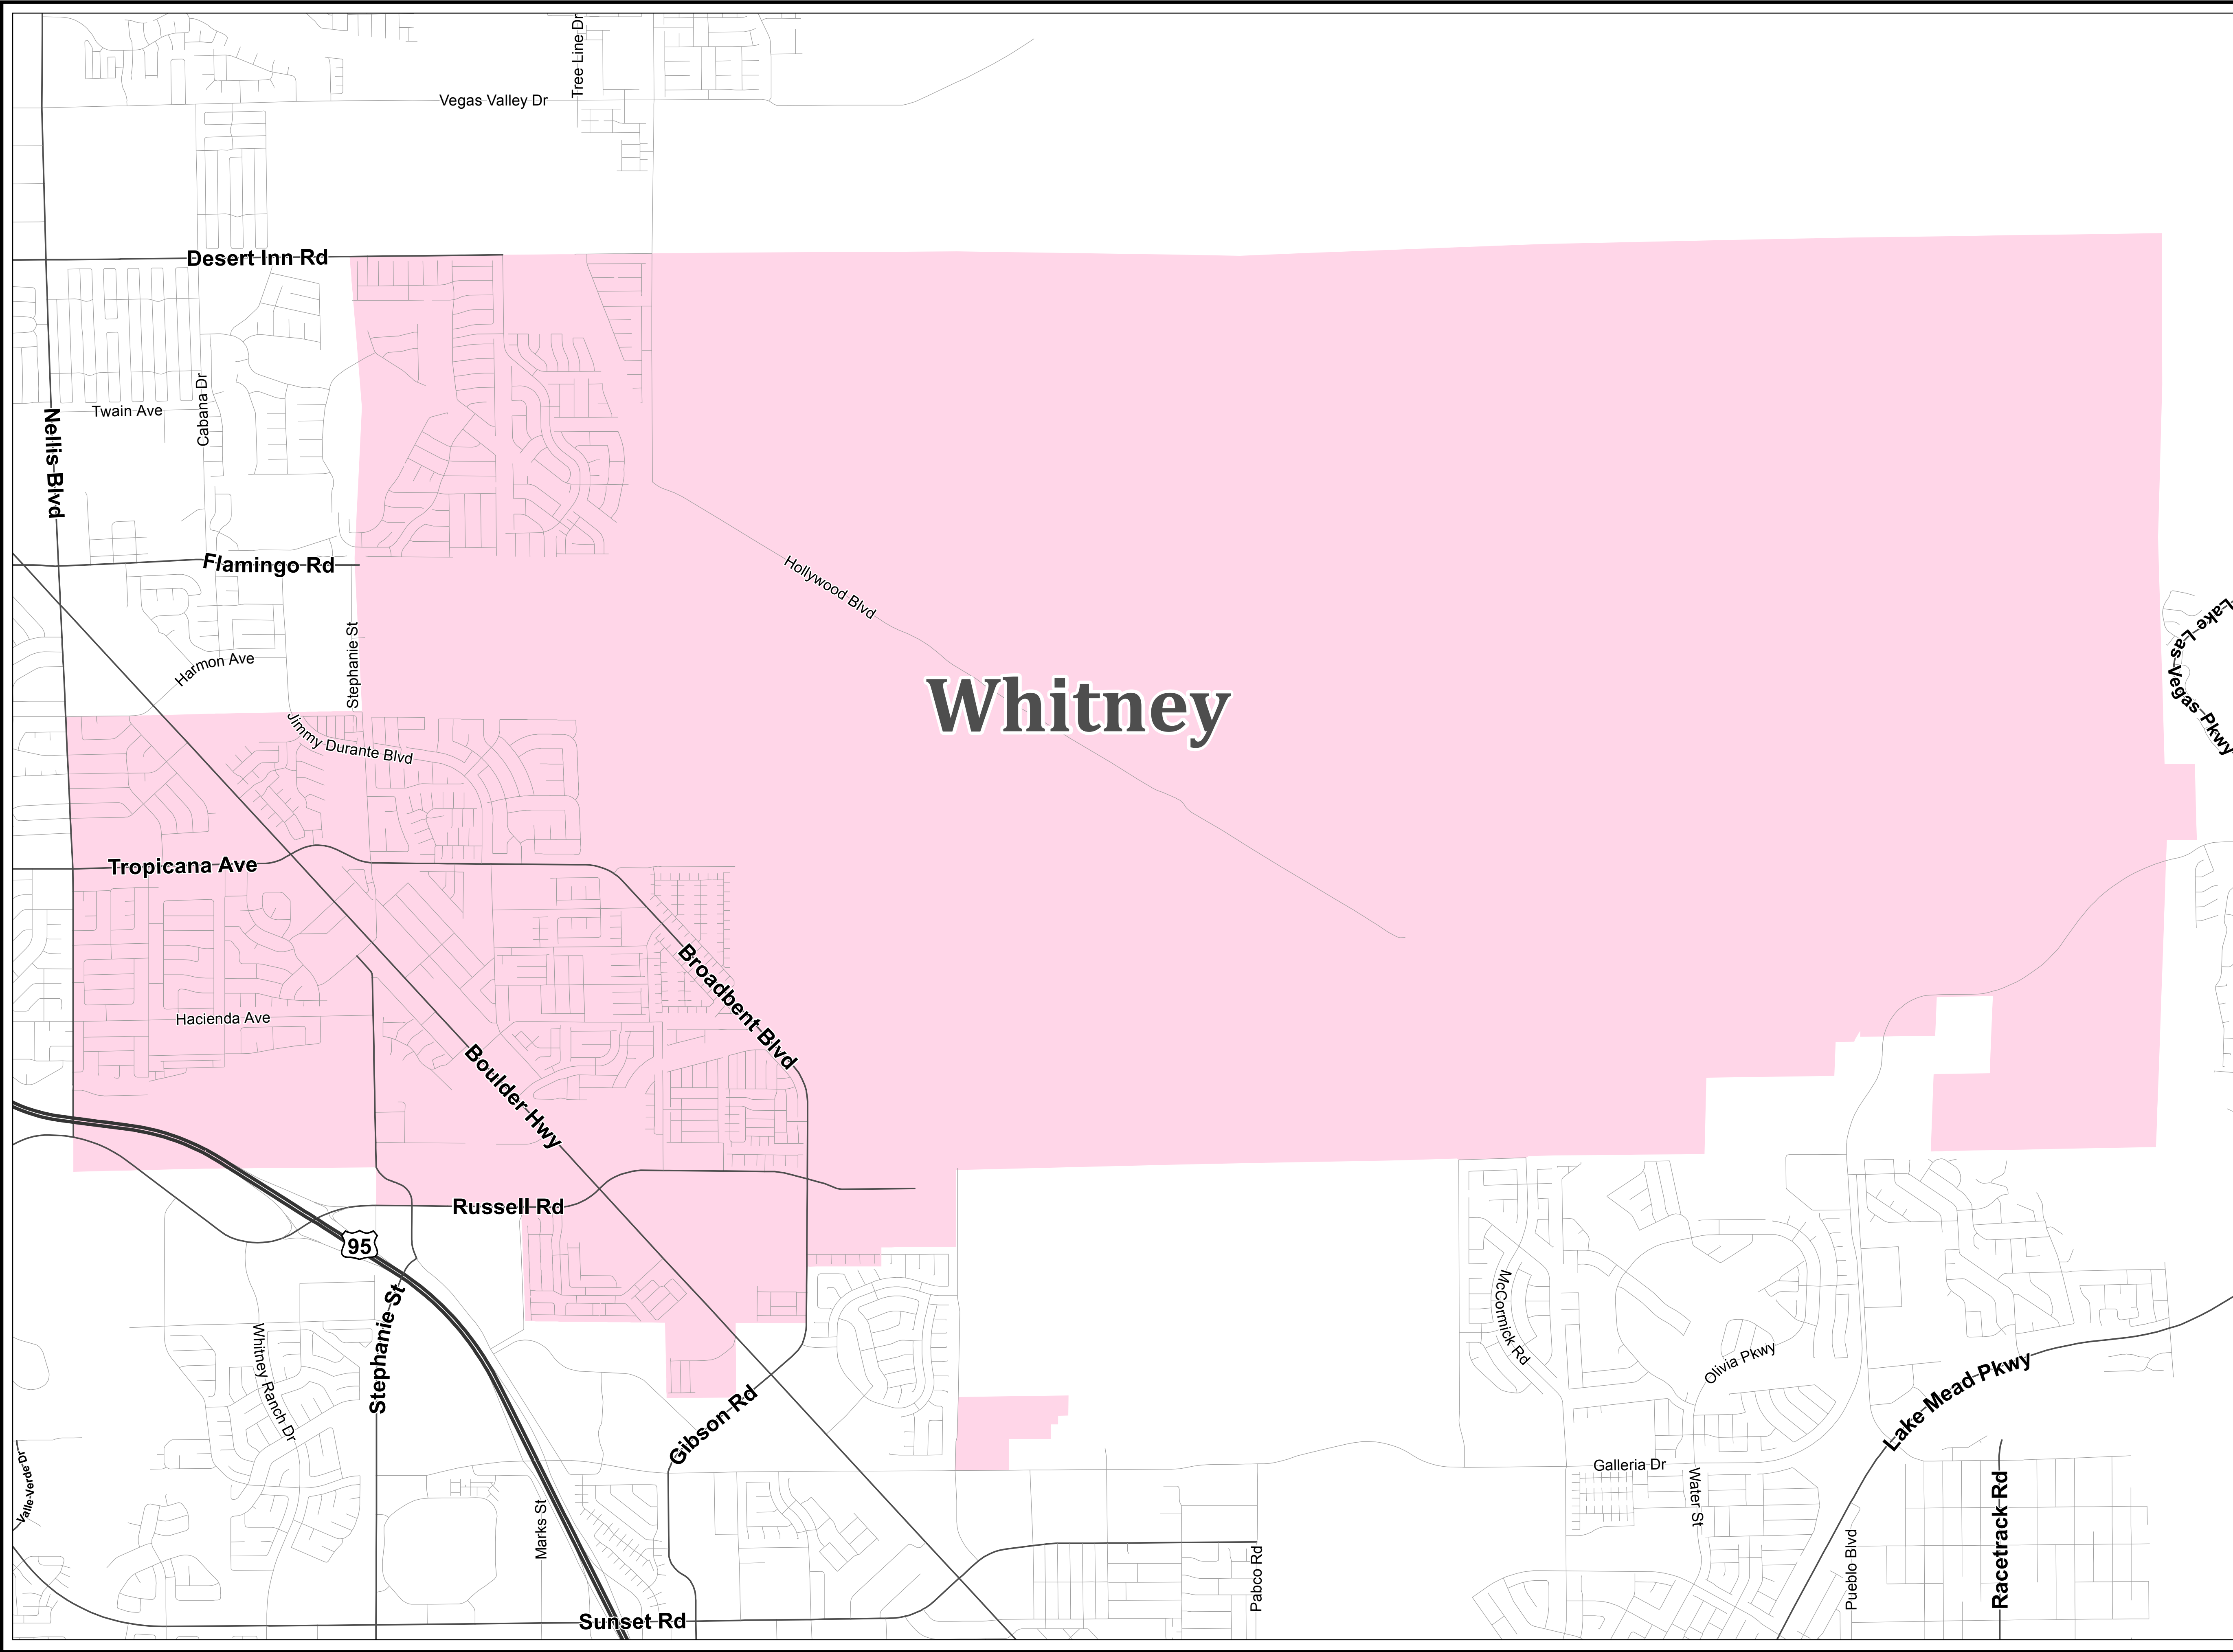 Tree Line Dr
Vegas Valley Dr
Desert Inn Rd
Cabana Dr
Twain Ave
Nellis Blvd
Flamingo Rd
Hollywood Blvd
Lake Las Vegas Pkwy
Stephanie St
Harmon Ave
Whitney
Jimmy Durante Blvd
Tropicana Ave
Broadbent Blvd
Hacienda Ave
Boulder Hwy
Russell Rd
95
Stephanie St
McCormick Rd
Whitney Ranch Dr
Olivia Pkwy
Lake Mead Pkwy
Gibson Rd
Valle Verde Dr
Galleria Dr
Water St
Racetrack Rd
Marks St
Pueblo Blvd
Pabco Rd
Sunset Rd